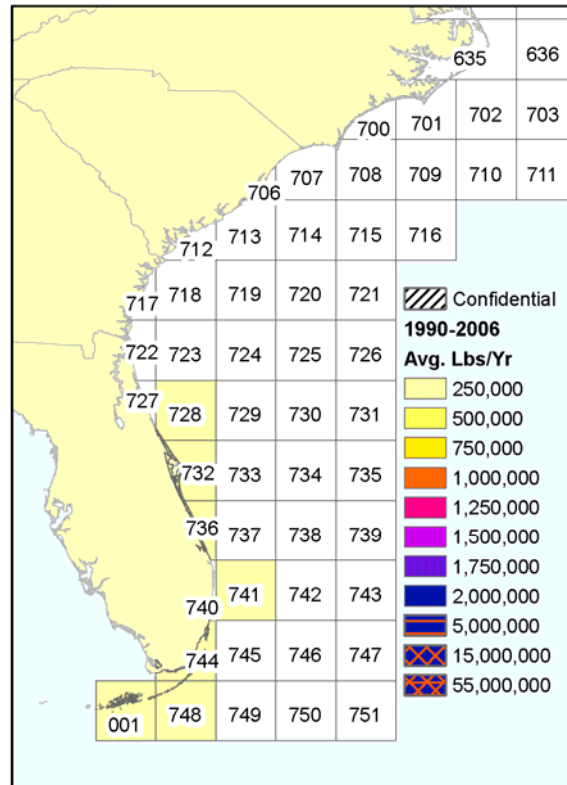 635 636
700 701 702 703
706 707 708 709 710 711
712 713 714 715 716
717 718 719 720 721
722 723 724 725 726
727 728 729 730 731
732 733 734 735
736 737 738 739
740 741 742 743
744 745 746 747
001 748 749 750 751
Confidential
1990-2006
Avg. Lbs/Yr
250,000
500,000
750,000
1,000,000
1,250,000
1,500,000
1,750,000
2,000,000
5,000,000
15,000,000
55,000,000